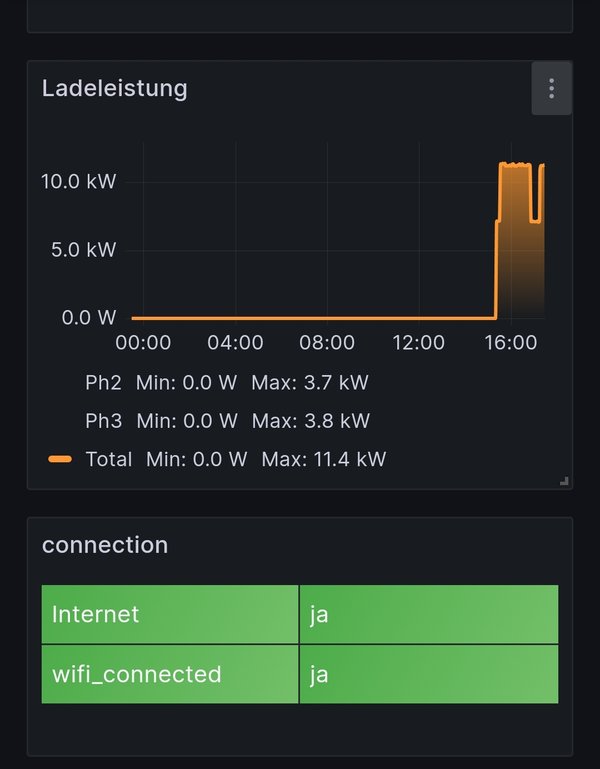 Ladeleistung
10.0 kW
5.0 kW
0.0 W
00:00 04:00 08:00 12:00 16:00
Ph2 Min: 0.0 W Max: 3.7 kW
Ph3 Min: 0.0 W Max: 3.8 kW
Total Min: 0.0 W Max: 11.4 kW
connection
Internet ja
wifi_connected ja